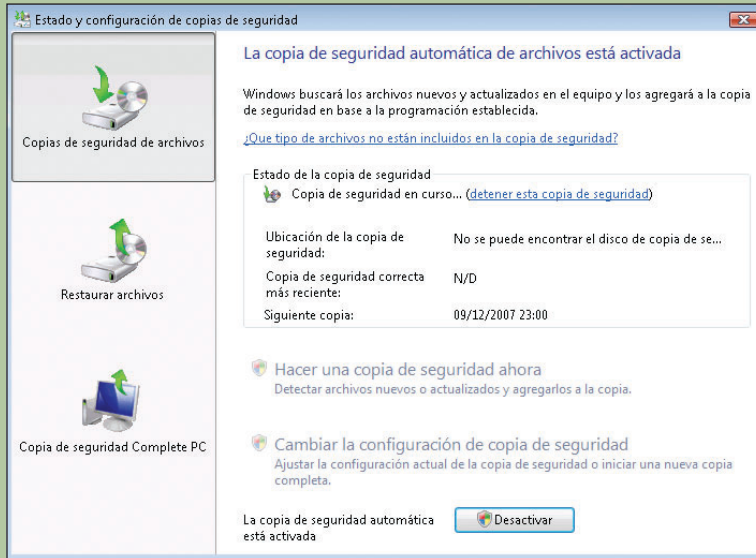 Estado y configuración de copias de seguridad
Copias de seguridad de archivos
Restaurar archivos
Copia de seguridad Complete PC
La copia de seguridad automática de archivos está activada
Windows buscará los archivos nuevos y actualizados en el equipo y los agregará a la copia
de seguridad en base a la programación establecida.
¿Que tipo de archivos no están incluidos en la copia de seguridad?
Estado de la copia de seguridad
Copia de seguridad en curso... (detener esta copia de seguridad)
Ubicación de la copia de
seguridad:
No se puede encontrar el disco de copia de se...
Copia de seguridad correcta
más reciente:
N/D
Siguiente copia:
09/12/2007 23:00
Hacer una copia de seguridad ahora
Detectar archivos nuevos o actualizados y agregarlos a la copia.
Cambiar la configuración de copia de seguridad
Ajustar la configuración actual de la copia de seguridad o iniciar una nueva copia
completa.
La copia de seguridad automática
está activada
Desactivar